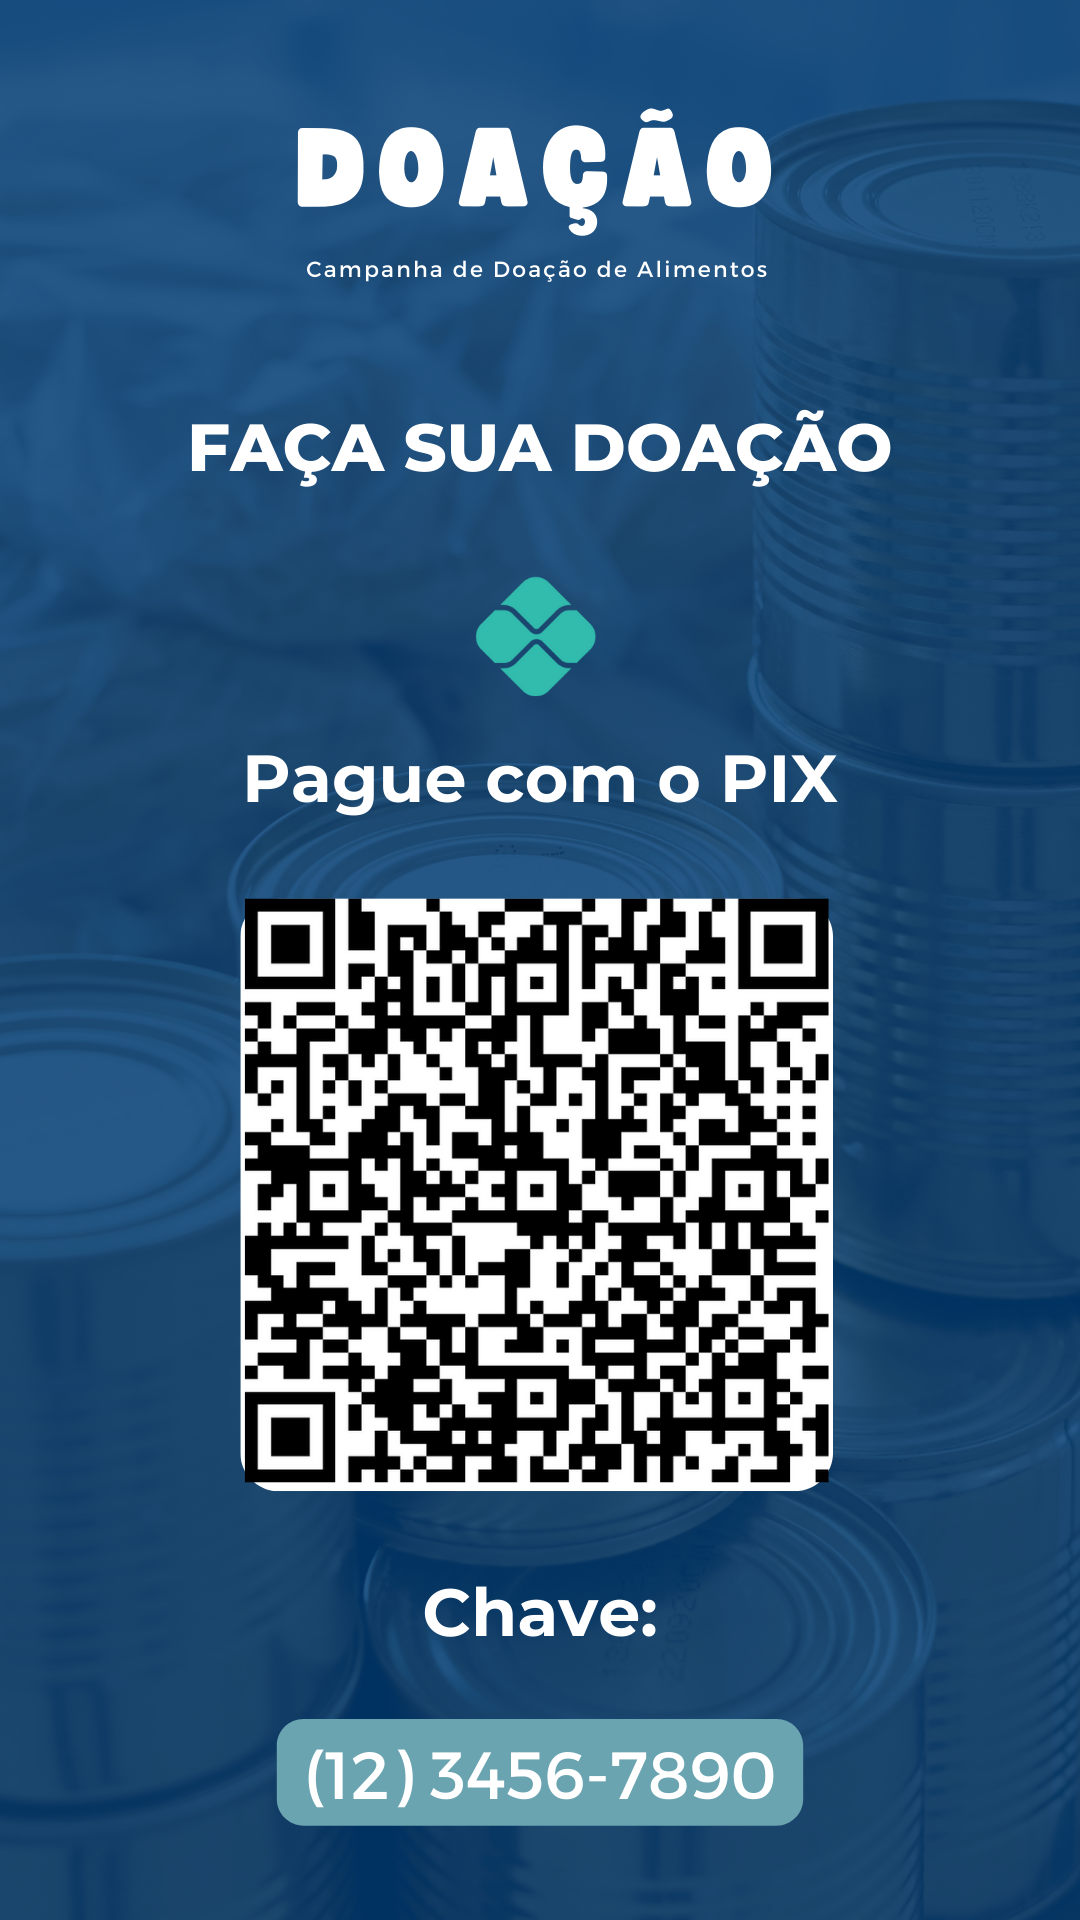 DOAÇÃO
Campanha de Doação de Alimentos
FAÇA SUA DOAÇÃO
Pague com o PIX
Chave:
(12) 3456-7890